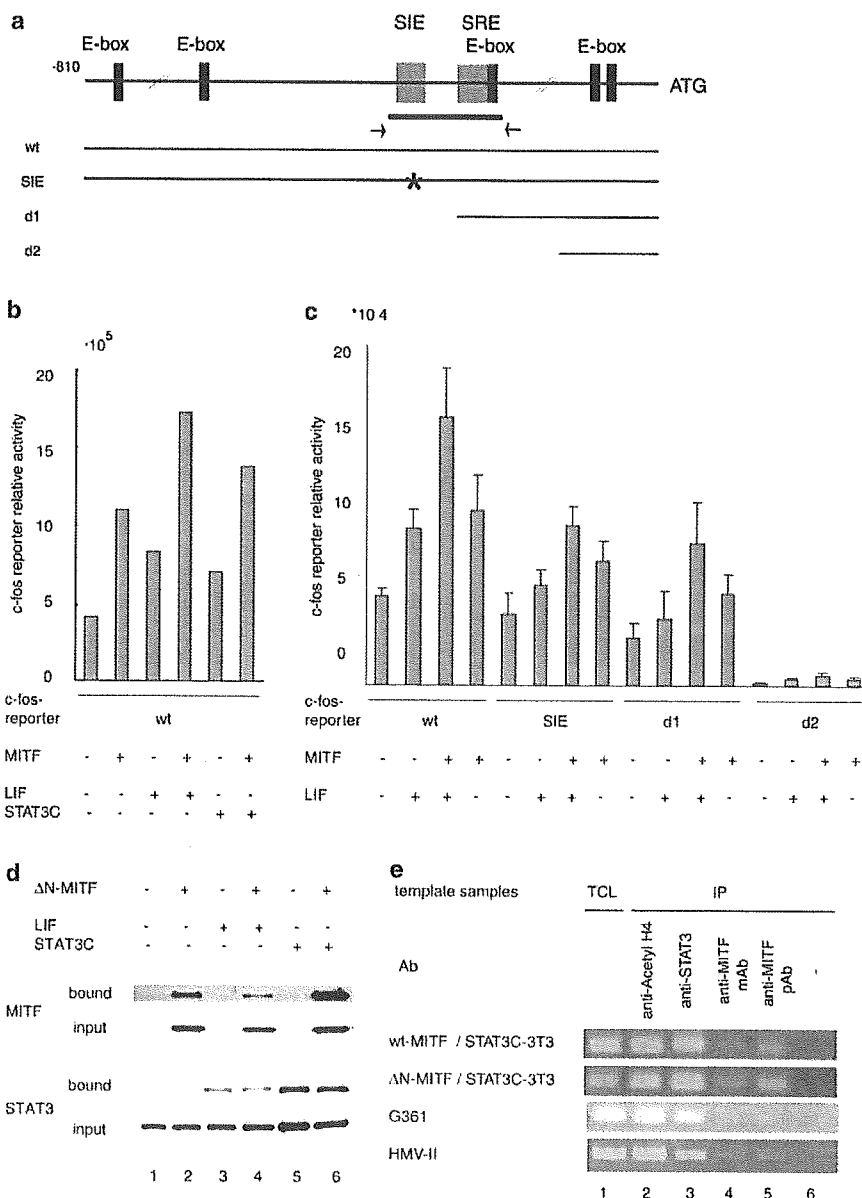 a
SIE SRE
E-box E-box E-box E-box
-810 ATG
wt
SIE
*
d1
d2
b
·10^5
c-fos reporter relative activity
20
15
10
5
0
c-fos-
reporter wt
MITF - + - + - +
LIF - - + + - -
STAT3C - - - - + +
c
*10 4
c-fos reporter relative activity
20
15
10
5
0
c-fos-
reporter wt SIE d1 d2
MITF - - + + - - + + - - + + - - + +
LIF - + + - - + + - - + + - - + + -
d
ΔN-MITF - + - + - +
LIF - - + + - -
STAT3C - - - - + +
MITF bound
input
STAT3 bound
input
1 2 3 4 5 6
e
template samples TCL IP
Ab anti-Acetyl H4 anti-STAT3 anti-MITF mAb anti-MITF pAb -
wt-MITF / STAT3C-3T3
ΔN-MITF / STAT3C-3T3
G361
HMV-II
1 2 3 4 5 6